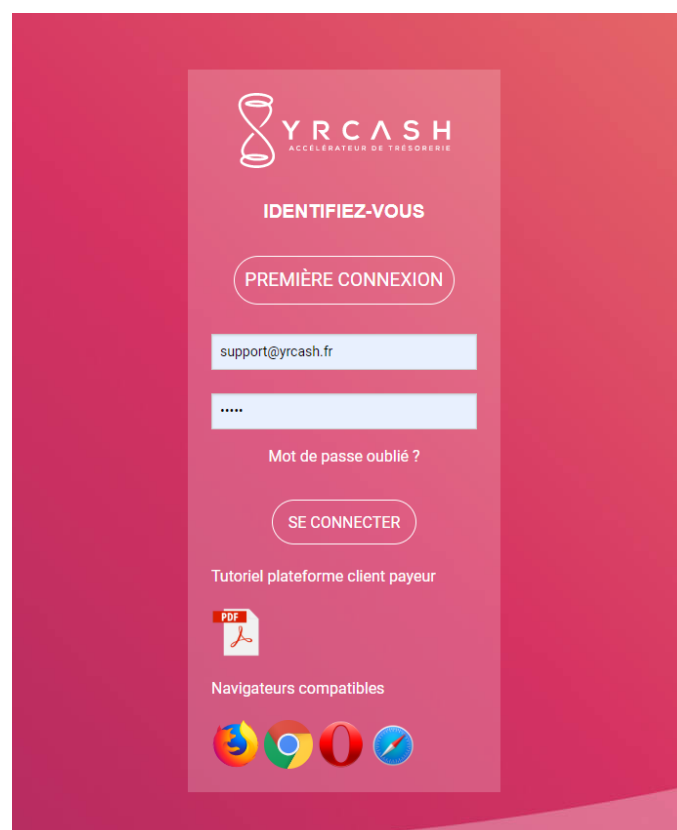 YRCASH
ACCÉLÉRATEUR DE TRÉSORERIE
IDENTIFIEZ-VOUS
PREMIÈRE CONNEXION
support@yrcash.fr
•••••
Mot de passe oublié ?
SE CONNECTER
Tutoriel plateforme client payeur
PDF
Navigateurs compatibles